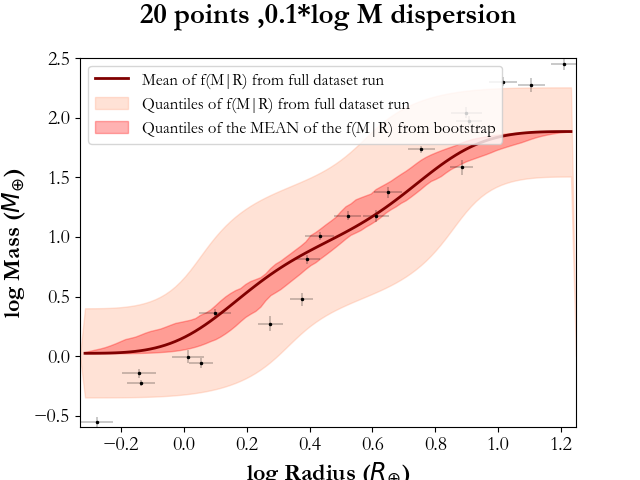 20 points ,0.1*log M dispersion
Mean of f(M|R) from full dataset run
Quantiles of f(M|R) from full dataset run
Quantiles of the MEAN of the f(M|R) from bootstrap
log Mass (M⊕)
2.5
2.0
1.5
1.0
0.5
0.0
−0.5
−0.2 0.0 0.2 0.4 0.6 0.8 1.0 1.2
log Radius (R⊕)